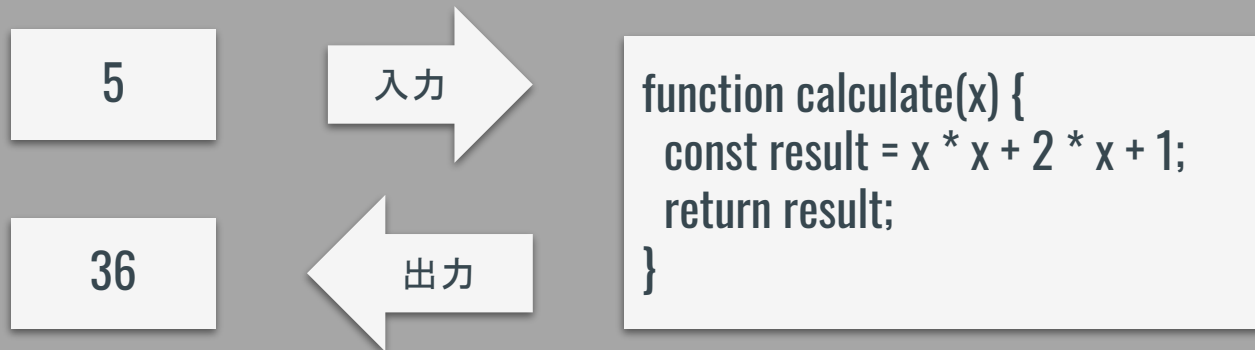 5
入力
function calculate(x) {
const result = x * x + 2 * x + 1;
return result;
}
36
出力